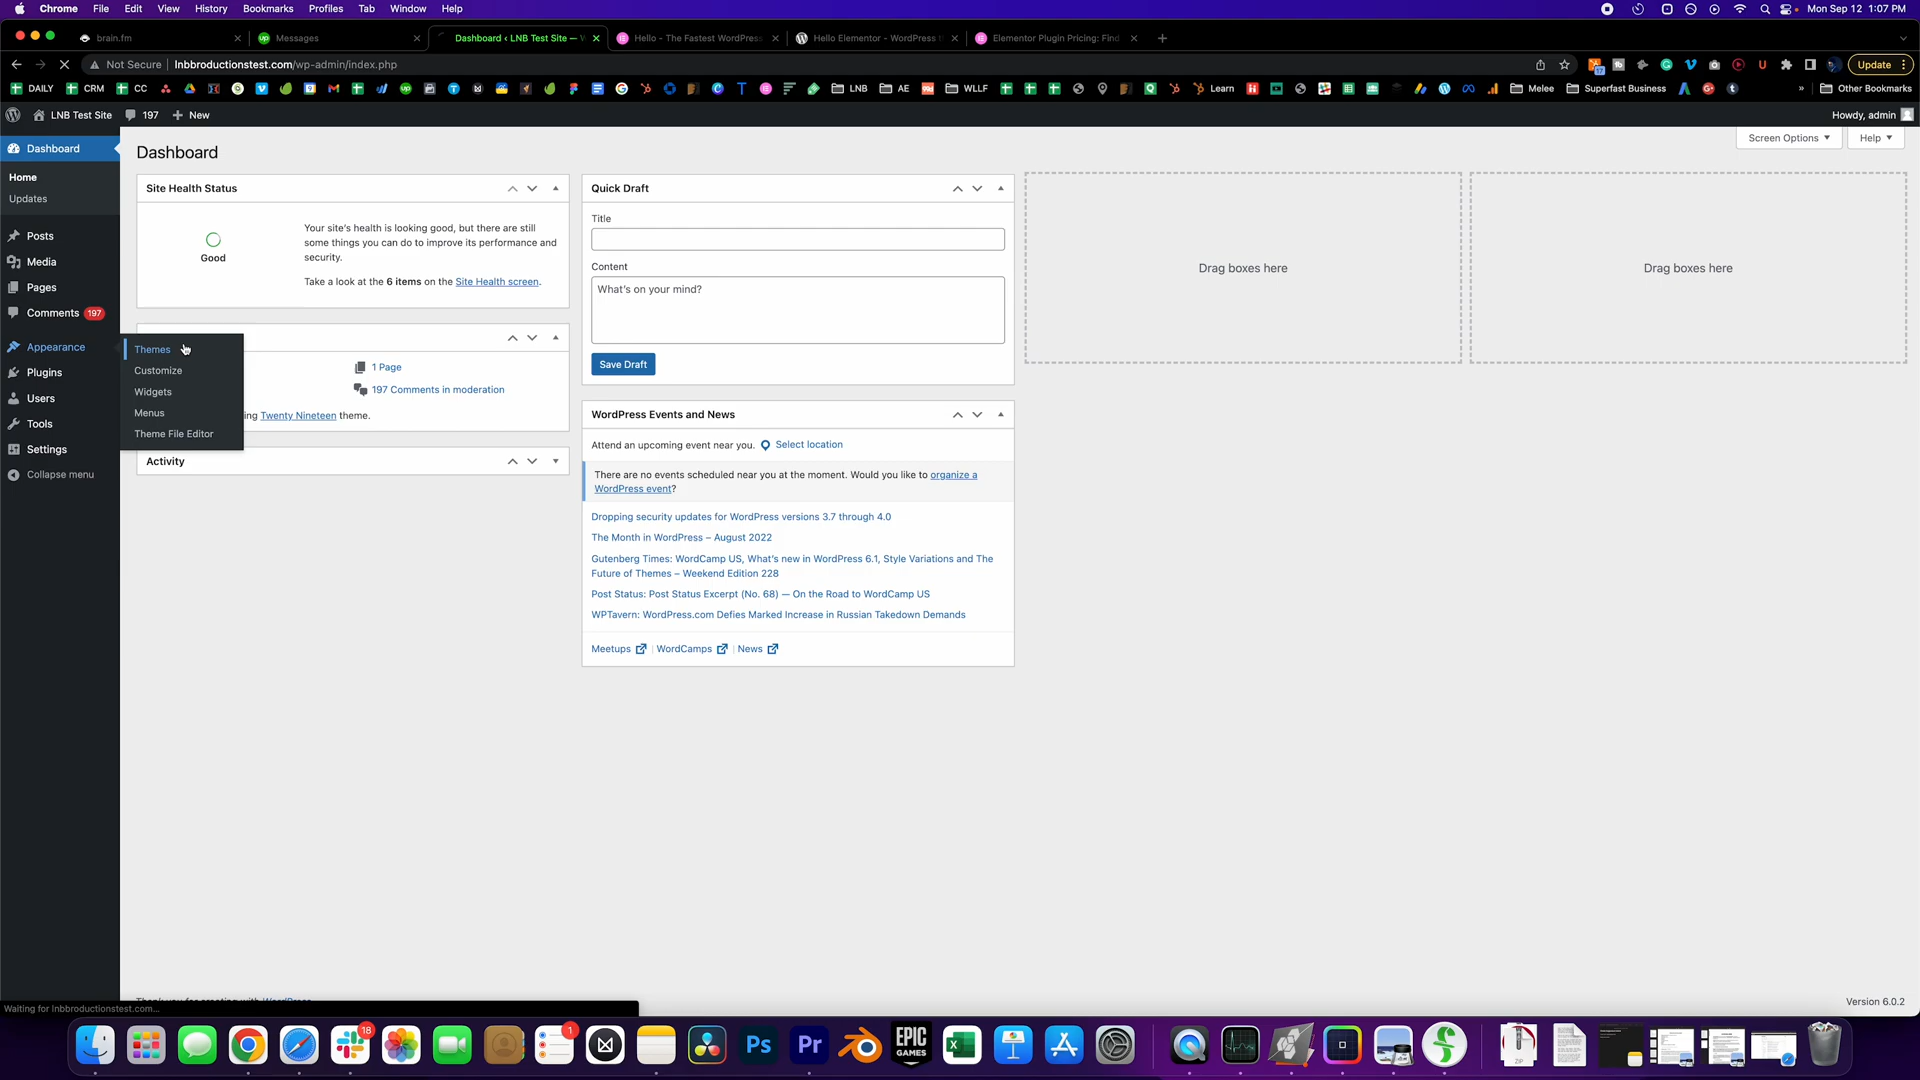 Chrome File Edit View History Bookmarks Profiles Tab Window Help Mon Sep 12 1:07 PM
brain.fm Messages Dashboard ‹ LNB Test Site — Hello - The Fastest WordPress Hello Elementor - WordPress Elementor Plugin Pricing: Find
Not Secure lnbbroductionstest.com/wp-admin/index.php Update
DAILY CRM CC LNB AE WLLF Learn Melee Superfast Business » Other Bookmarks
LNB Test Site 197 New Howdy, admin
Screen Options Help
Dashboard
Home
Updates
Posts
Media
Pages
Comments 197
Appearance
Plugins
Users
Tools
Settings
Collapse menu
Themes
Customize
Widgets
Menus
Theme File Editor
Dashboard
Site Health Status
Good
Your site's health is looking good, but there are still
some things you can do to improve its performance and
security.
Take a look at the 6 items on the Site Health screen.
1 Page
197 Comments in moderation
ing Twenty Nineteen theme.
Activity
Quick Draft
Title
Content
What's on your mind?
Save Draft
WordPress Events and News
Attend an upcoming event near you. Select location
There are no events scheduled near you at the moment. Would you like to organize a
WordPress event?
Dropping security updates for WordPress versions 3.7 through 4.0
The Month in WordPress – August 2022
Gutenberg Times: WordCamp US, What's new in WordPress 6.1, Style Variations and The
Future of Themes – Weekend Edition 228
Post Status: Post Status Excerpt (No. 68) — On the Road to WordCamp US
WPTavern: WordPress.com Defies Marked Increase in Russian Takedown Demands
Meetups WordCamps News
Drag boxes here
Drag boxes here
Version 6.0.2
Waiting for lnbbroductionstest.com...
18 1 Ps Pr EPIC GAMES ZIP